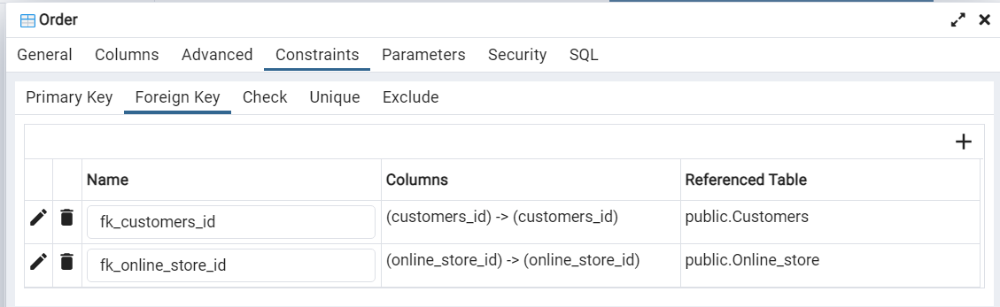 Order
General Columns Advanced Constraints Parameters Security SQL
Primary Key Foreign Key Check Unique Exclude
Name Columns Referenced Table
fk_customers_id (customers_id) -> (customers_id) public.Customers
fk_online_store_id (online_store_id) -> (online_store_id) public.Online_store